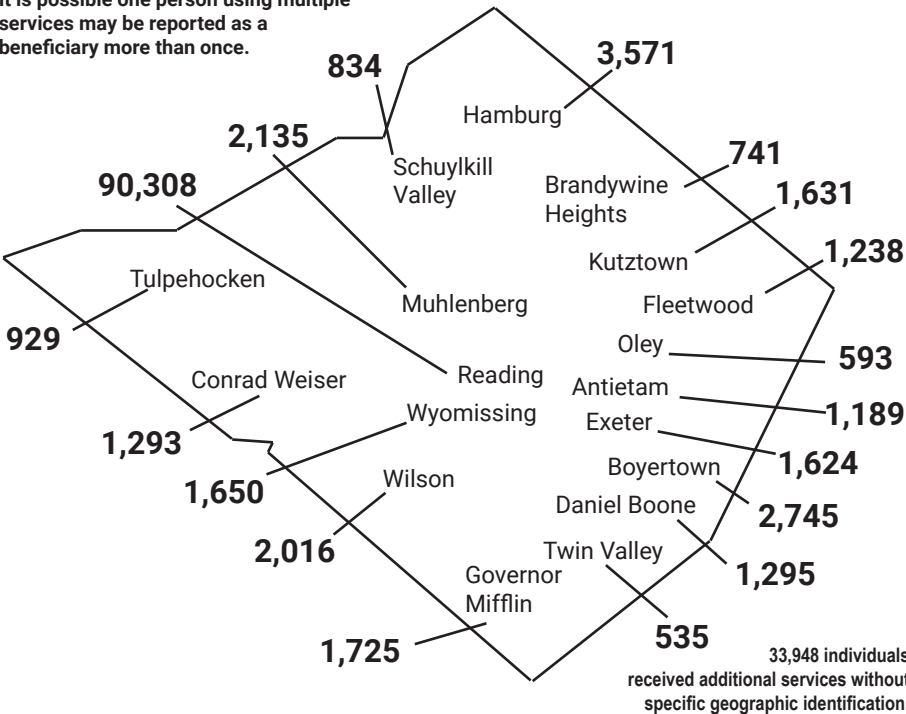 It is possible one person using multiple
services may be reported as a
beneficiary more than once.
834
3,571
Hamburg
2,135
741
Schuylkill
Valley
90,308
Brandywine
Heights
1,631
Kutztown
1,238
Tulpehocken
Muhlenberg
Fleetwood
929
Oley
593
Conrad Weiser
Reading
Antietam
1,189
Wyomissing
Exeter
1,293
1,624
1,650
Wilson
Boyertown
2,745
Daniel Boone
2,016
Twin Valley
1,295
Governor
Mifflin
1,725
535
33,948 individuals
received additional services without
specific geographic identification